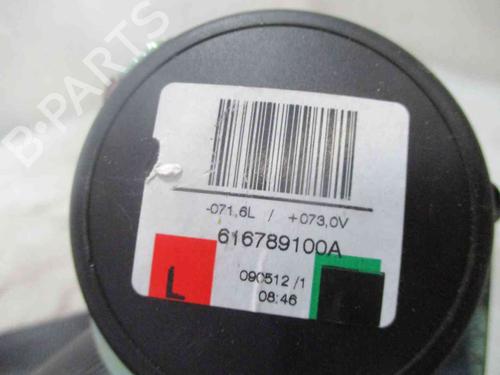 B-PARTS
-071,6L / +073,0V
616789100A
L
090512 /1
08:46